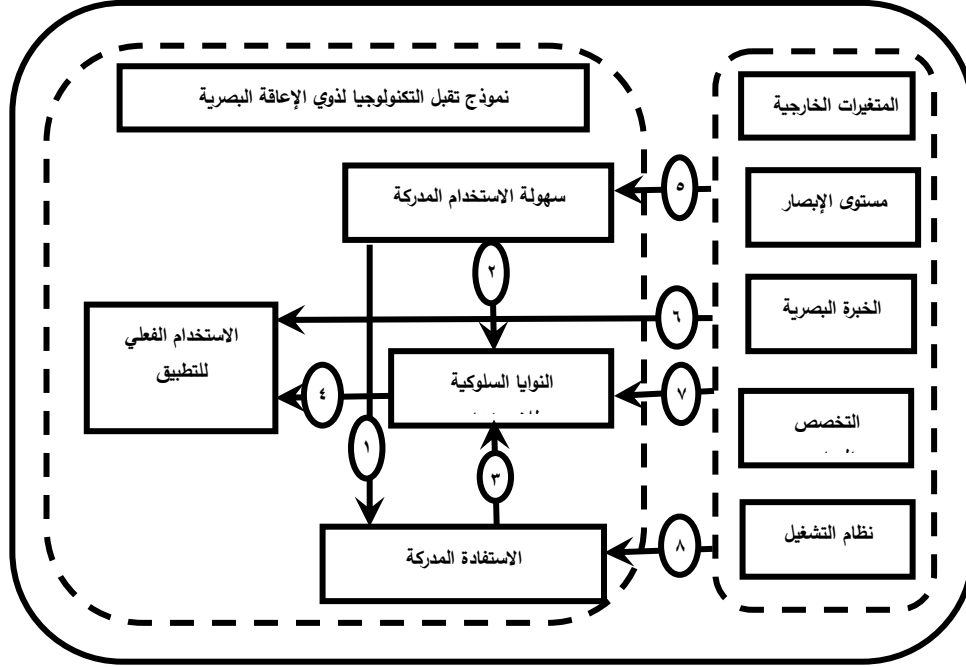 نموذج تقبل التكنولوجيا لذوي الإعاقة البصرية
المتغيرات الخارجية
سهولة الاستخدام المدركة
٥
مستوى الإبصار
٢
الاستخدام الفعلي
للتطبيق
٦
الخبرة البصرية
النوايا السلوكية
٤
٧
التخصص
١
٣
الاستفادة المدركة
٨
نظام التشغيل